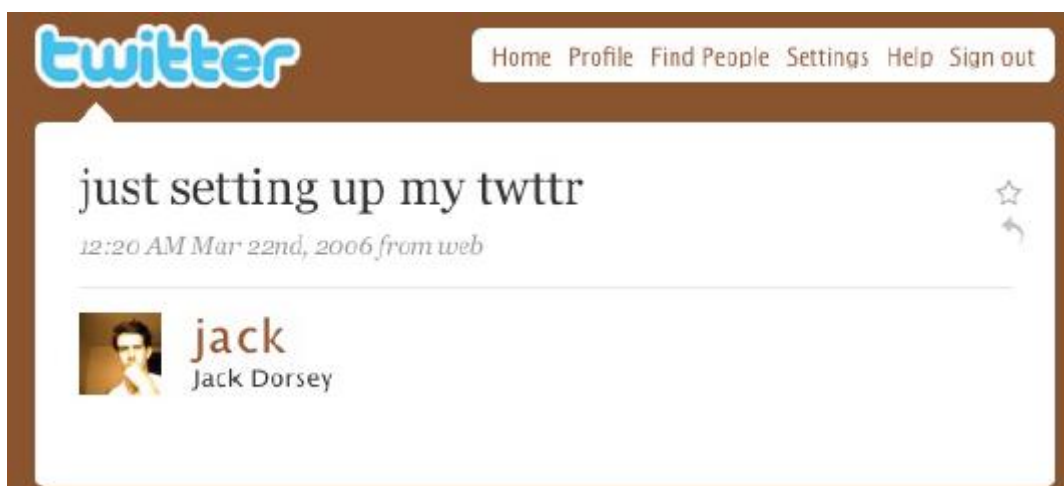 twitter
Home Profile Find People Settings Help Sign out
just setting up my twttr
12:20 AM Mar 22nd, 2006 from web
jack
Jack Dorsey